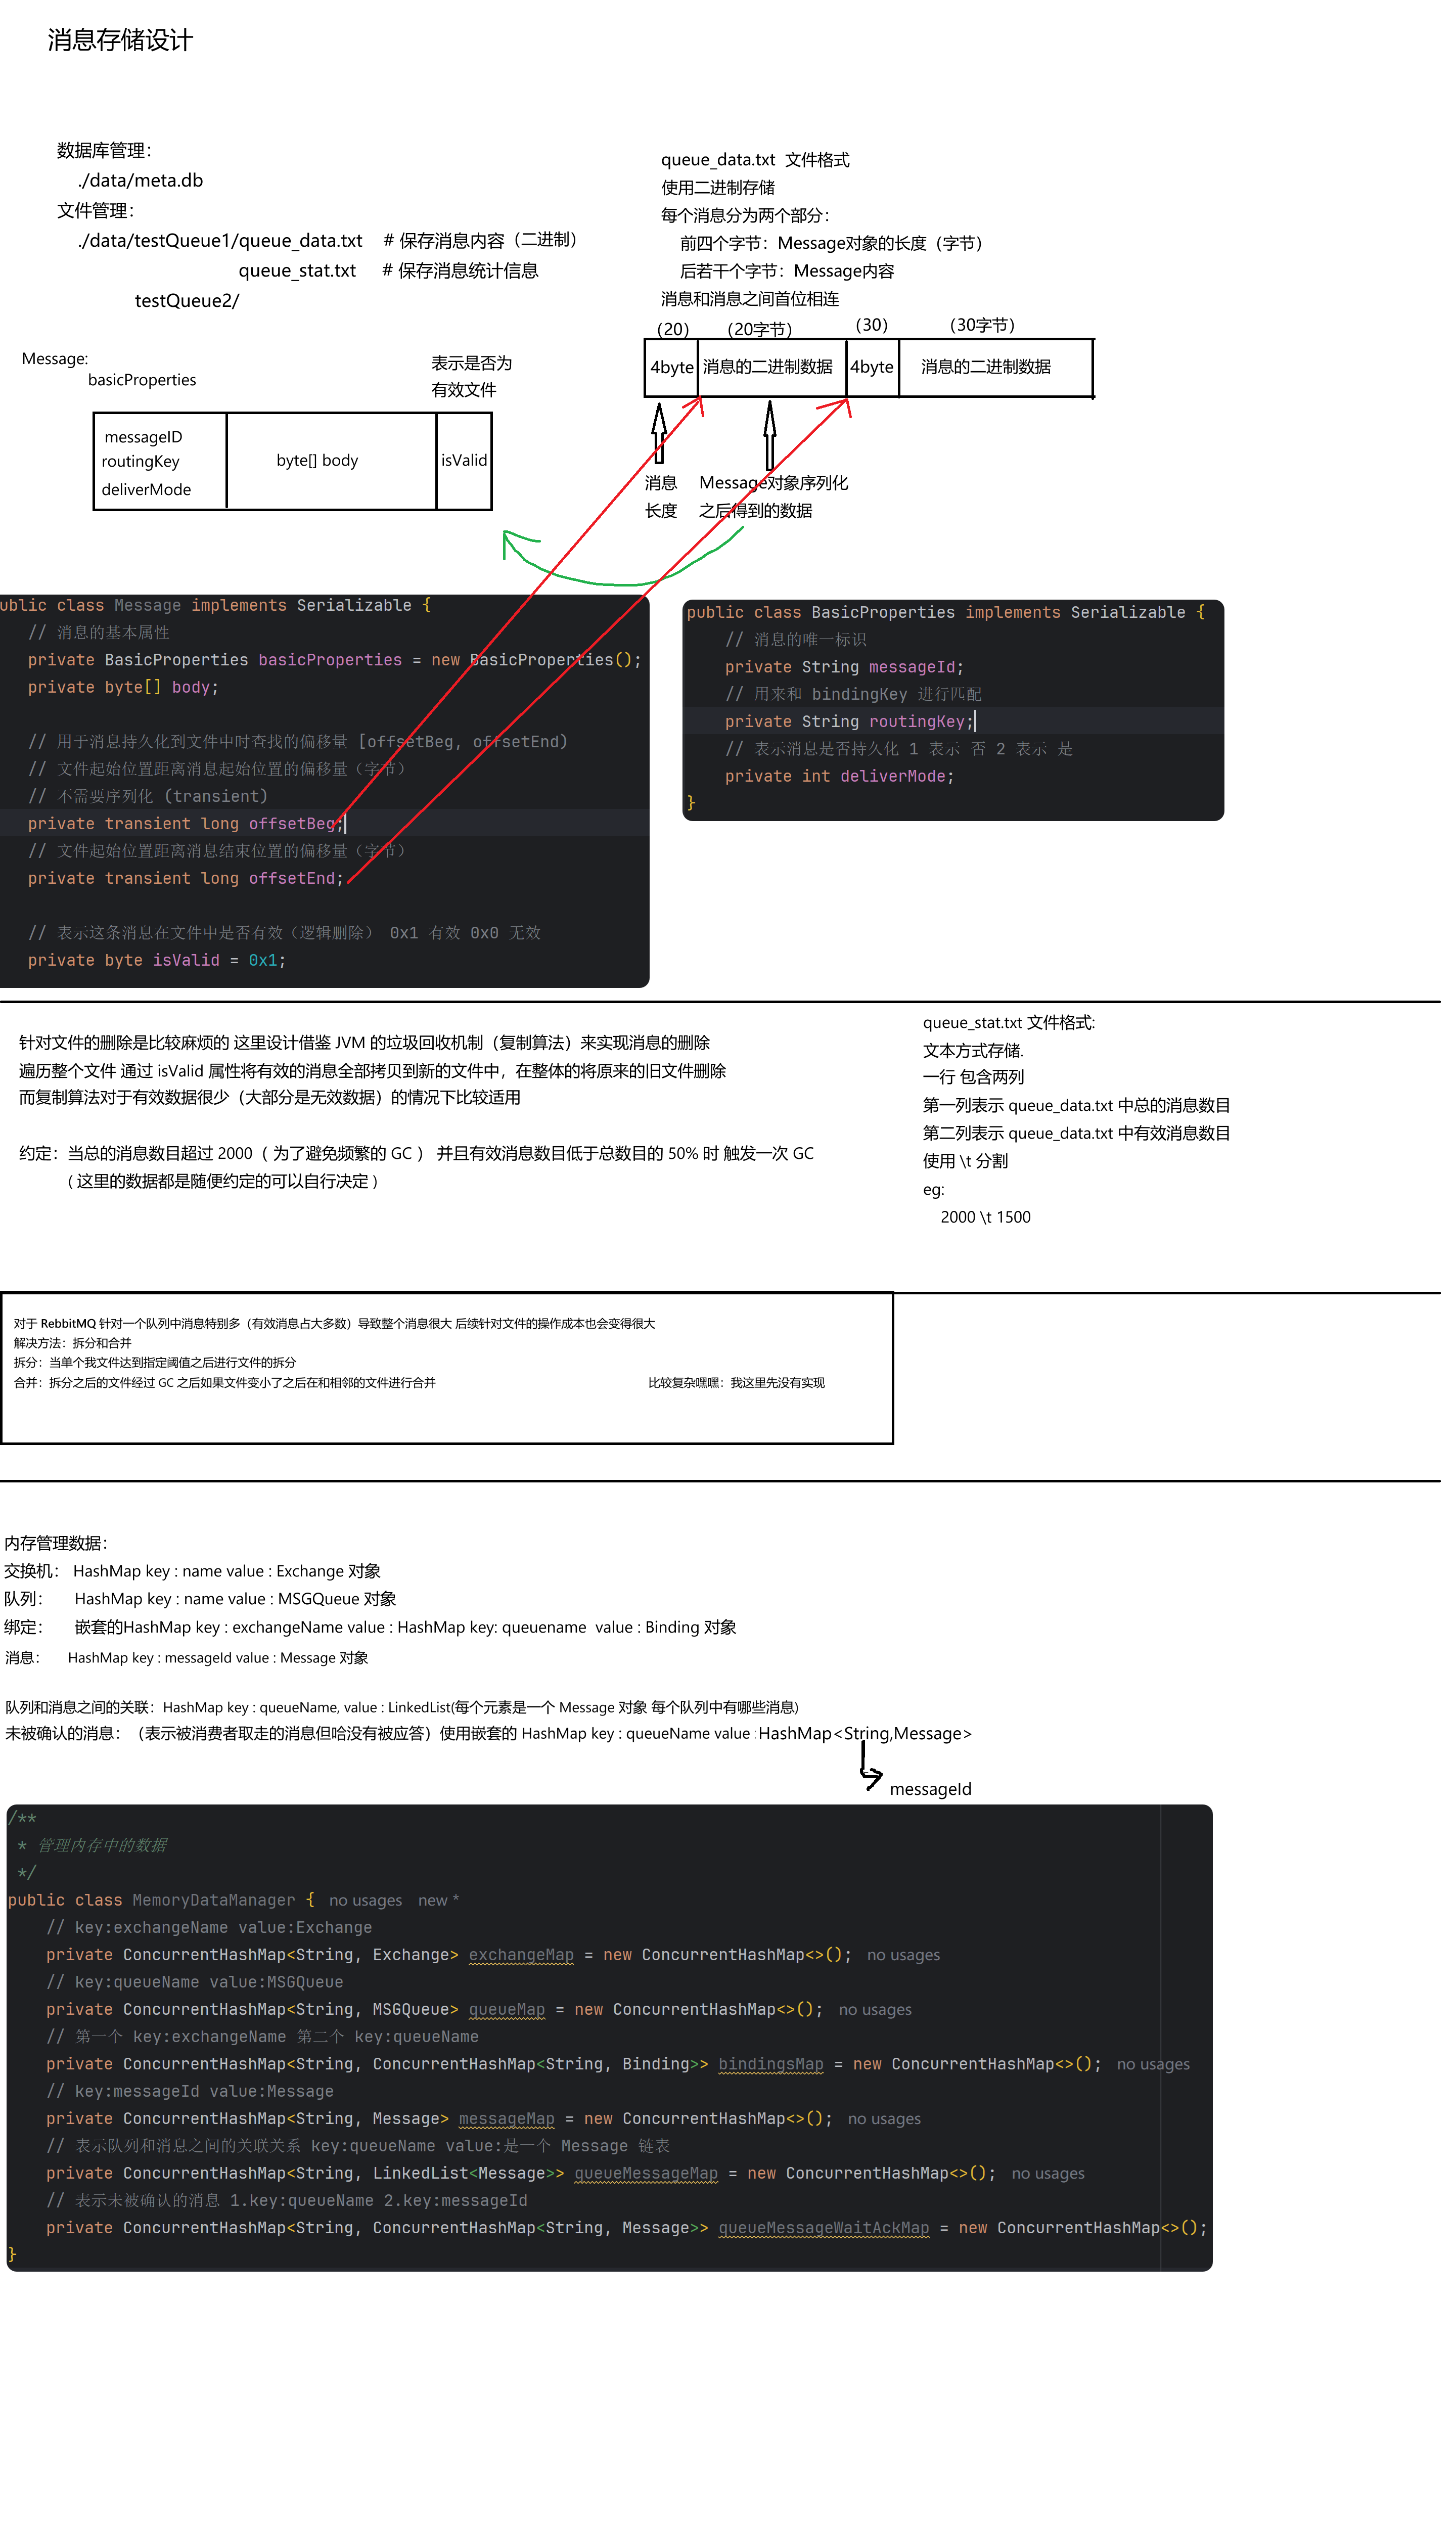 消息存储设计
数据库管理：
./data/meta.db
文件管理：
./data/testQueue1/queue_data.txt # 保存消息内容（二进制）
queue_stat.txt # 保存消息统计信息
testQueue2/
queue_data.txt 文件格式
使用二进制存储
每个消息分为两个部分：
前四个字节：Message对象的长度（字节）
后若干个字节：Message内容
消息和消息之间首位相连
（20） （20字节） （30） （30字节）
4byte 消息的二进制数据 4byte 消息的二进制数据
消息
长度
Message对象序列化
之后得到的数据
Message:
basicProperties
表示是否为
有效文件
messageID
routingKey
deliverMode
byte[] body
isValid
ublic class Message implements Serializable {
// 消息的基本属性
private BasicProperties basicProperties = new BasicProperties();
private byte[] body;
// 用于消息持久化到文件中时查找的偏移量 [offsetBeg, offsetEnd)
// 文件起始位置距离消息起始位置的偏移量（字节）
// 不需要序列化 (transient)
private transient long offsetBeg;
// 文件起始位置距离消息结束位置的偏移量（字节）
private transient long offsetEnd;
// 表示这条消息在文件中是否有效（逻辑删除） 0x1 有效 0x0 无效
private byte isValid = 0x1;
public class BasicProperties implements Serializable {
// 消息的唯一标识
private String messageId;
// 用来和 bindingKey 进行匹配
private String routingKey;
// 表示消息是否持久化 1 表示 否 2 表示 是
private int deliverMode;
}
针对文件的删除是比较麻烦的 这里设计借鉴 JVM 的垃圾回收机制（复制算法）来实现消息的删除
遍历整个文件 通过 isValid 属性将有效的消息全部拷贝到新的文件中，在整体的将原来的旧文件删除
而复制算法对于有效数据很少（大部分是无效数据）的情况下比较适用
约定：当总的消息数目超过 2000（ 为了避免频繁的 GC ） 并且有效消息数目低于总数目的 50% 时 触发一次 GC
( 这里的数据都是随便约定的可以自行决定 )
queue_stat.txt 文件格式:
文本方式存储.
一行 包含两列
第一列表示 queue_data.txt 中总的消息数目
第二列表示 queue_data.txt 中有效消息数目
使用 \t 分割
eg:
2000 \t 1500
对于 RebbitMQ 针对一个队列中消息特别多（有效消息占大多数）导致整个消息很大 后续针对文件的操作成本也会变得很大
解决方法：拆分和合并
拆分：当单个我文件达到指定阈值之后进行文件的拆分
合并：拆分之后的文件经过 GC 之后如果文件变小了之后在和相邻的文件进行合并 比较复杂嘿嘿：我这里先没有实现
内存管理数据：
交换机： HashMap key : name value : Exchange 对象
队列： HashMap key : name value : MSGQueue 对象
绑定： 嵌套的HashMap key : exchangeName value : HashMap key: queuename value : Binding 对象
消息： HashMap key : messageId value : Message 对象
队列和消息之间的关联：HashMap key : queueName, value : LinkedList(每个元素是一个 Message 对象 每个队列中有哪些消息)
未被确认的消息：（表示被消费者取走的消息但哈没有被应答）使用嵌套的 HashMap key : queueName value : HashMap<String,Message>
messageId
/**
* 管理内存中的数据
*/
public class MemoryDataManager { no usages new *
// key:exchangeName value:Exchange
private ConcurrentHashMap<String, Exchange> exchangeMap = new ConcurrentHashMap<>(); no usages
// key:queueName value:MSGQueue
private ConcurrentHashMap<String, MSGQueue> queueMap = new ConcurrentHashMap<>(); no usages
// 第一个 key:exchangeName 第二个 key:queueName
private ConcurrentHashMap<String, ConcurrentHashMap<String, Binding>> bindingsMap = new ConcurrentHashMap<>(); no usages
// key:messageId value:Message
private ConcurrentHashMap<String, Message> messageMap = new ConcurrentHashMap<>(); no usages
// 表示队列和消息之间的关联关系 key:queueName value:是一个 Message 链表
private ConcurrentHashMap<String, LinkedList<Message>> queueMessageMap = new ConcurrentHashMap<>(); no usages
// 表示未被确认的消息 1.key:queueName 2.key:messageId
private ConcurrentHashMap<String, ConcurrentHashMap<String, Message>> queueMessageWaitAckMap = new ConcurrentHashMap<>();
}